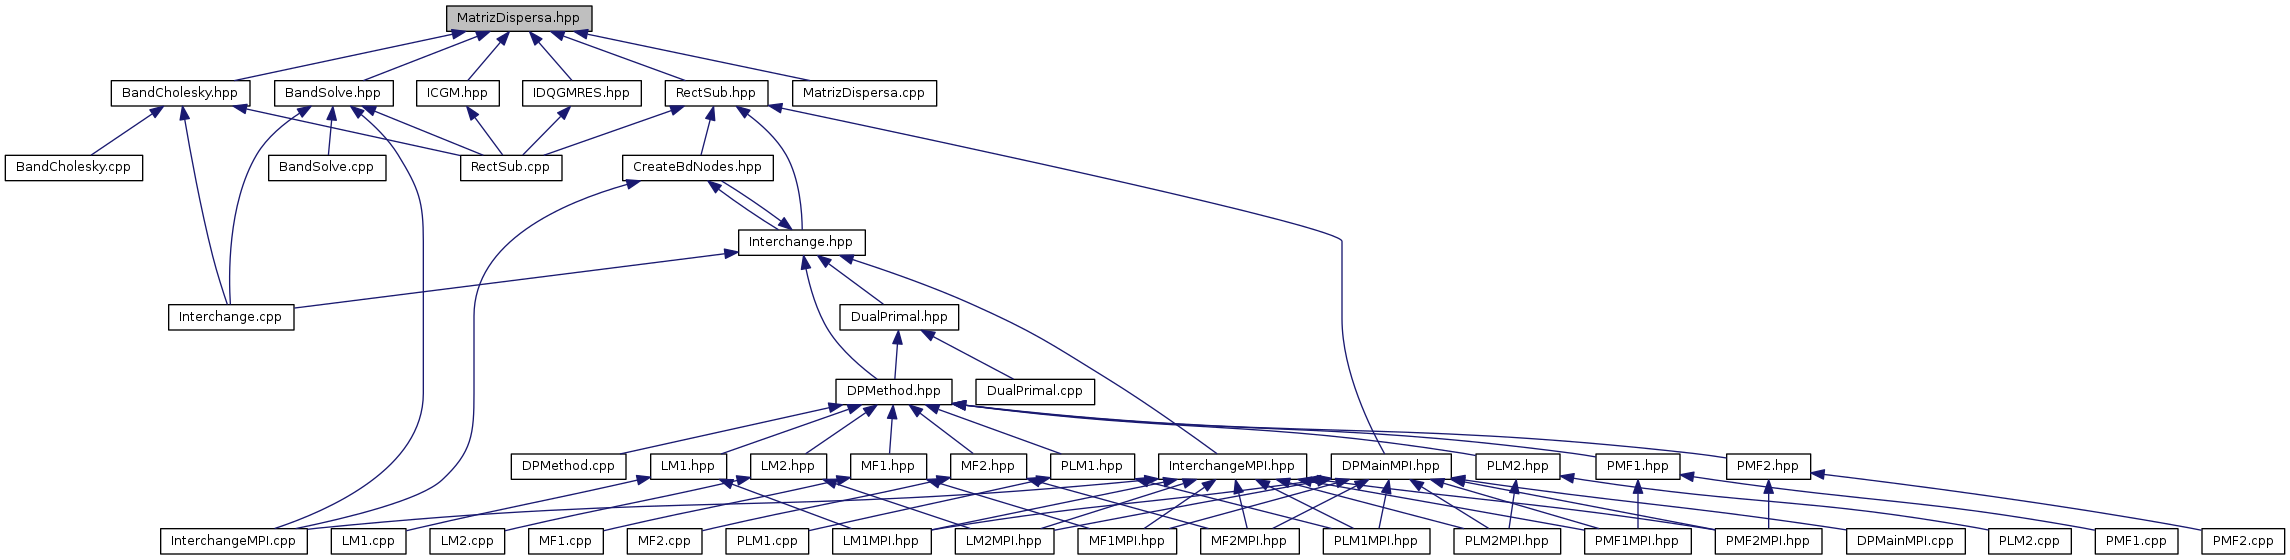 MatrizDispersa.hpp
BandCholesky.hpp
BandSolve.hpp
ICGM.hpp
IDQGMRES.hpp
RectSub.hpp
MatrizDispersa.cpp
BandCholesky.cpp
BandSolve.cpp
RectSub.cpp
CreateBdNodes.hpp
Interchange.hpp
Interchange.cpp
DualPrimal.hpp
DPMethod.hpp
DualPrimal.cpp
DPMethod.cpp
LM1.hpp
LM2.hpp
MF1.hpp
MF2.hpp
PLM1.hpp
InterchangeMPI.hpp
DPMainMPI.hpp
PLM2.hpp
PMF1.hpp
PMF2.hpp
InterchangeMPI.cpp
LM1.cpp
LM2.cpp
MF1.cpp
MF2.cpp
PLM1.cpp
LM1MPI.hpp
LM2MPI.hpp
MF1MPI.hpp
MF2MPI.hpp
PLM1MPI.hpp
PLM2MPI.hpp
PMF1MPI.hpp
PMF2MPI.hpp
DPMainMPI.cpp
PLM2.cpp
PMF1.cpp
PMF2.cpp